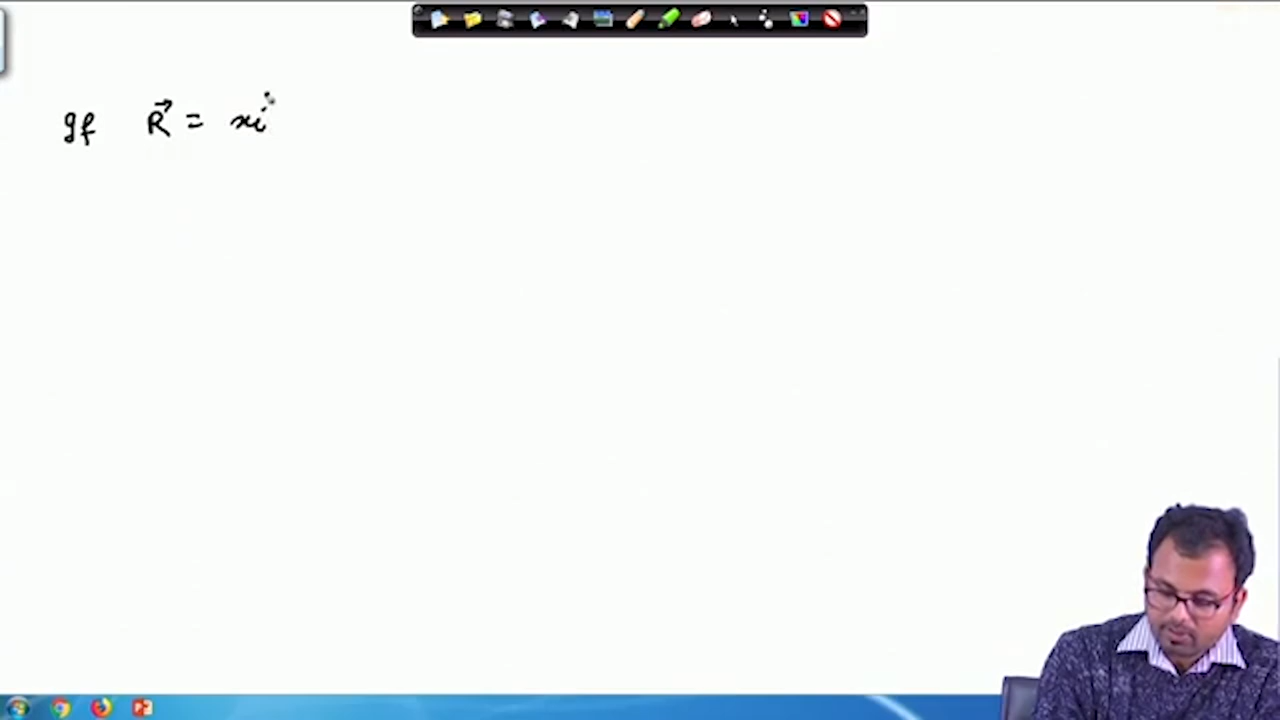 If R⃗ = xi